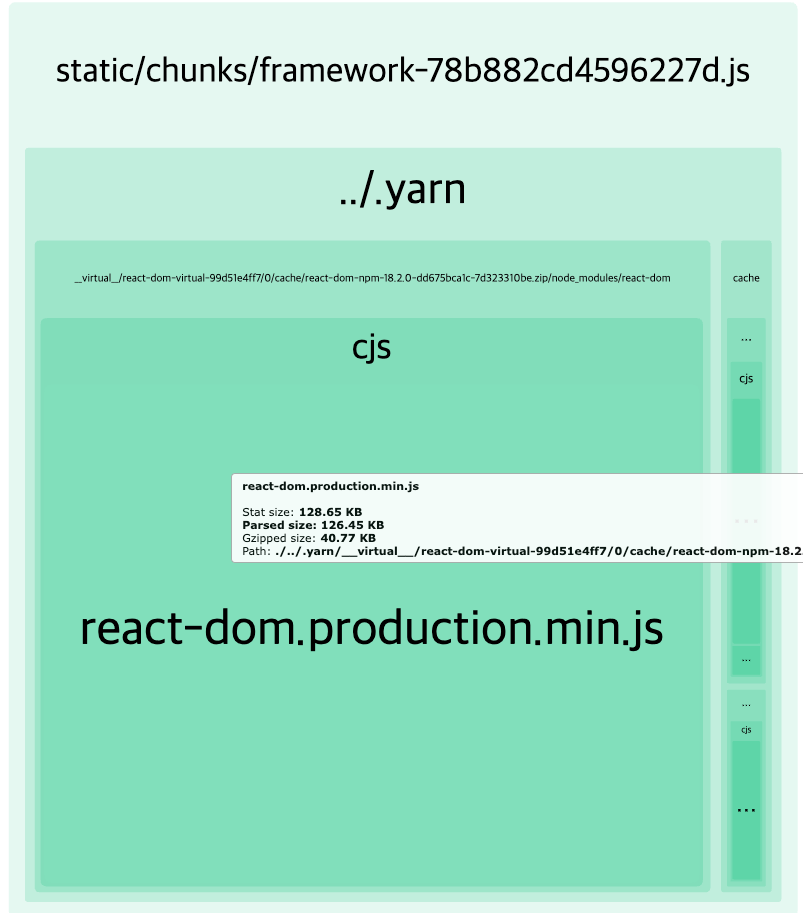 static/chunks/framework-78b882cd4596227d.js
../.yarn
__virtual__/react-dom-virtual-99d51e4ff7/0/cache/react-dom-npm-18.2.0-dd675bca1c-7d323310be.zip/node_modules/react-dom
cache
cjs
...
cjs
react-dom.production.min.js
Stat size: 128.65 KB
Parsed size: 126.45 KB
Gzipped size: 40.77 KB
Path: ./../.yarn/__virtual__/react-dom-virtual-99d51e4ff7/0/cache/react-dom-npm-18.2.
...
react-dom.production.min.js
...
...
cjs
...